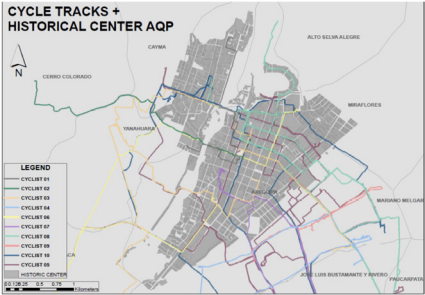 CYCLE TRACKS +
HISTORICAL CENTER AQP
ALTO SELVA ALEGRE
CAYMA
N
CERRO COLORADO
MIRAFLORES
YANAHUARA
LEGEND
CYCLIST 01
CYCLIST 02
CYCLIST 03
CYCLIST 04
CYCLIST 06
CYCLIST 07
CYCLIST 08
CYCLIST 09
CYCLIST 10
CYCLIST 05
HISTORIC CENTER
MARIANO MELGAR
JOSE LUIS BUSTAMANTE Y RIVERO
PAUCARPATA
Kilometers